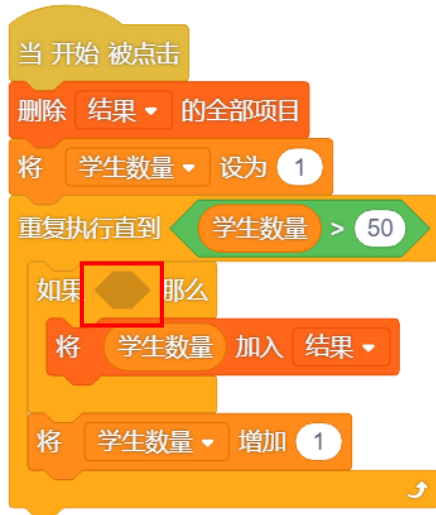 当 开始 被点击
删除 结果 的全部项目
将 学生数量 设为 1
重复执行直到 学生数量 > 50
如果 那么
将 学生数量 加入 结果
将 学生数量 增加 1